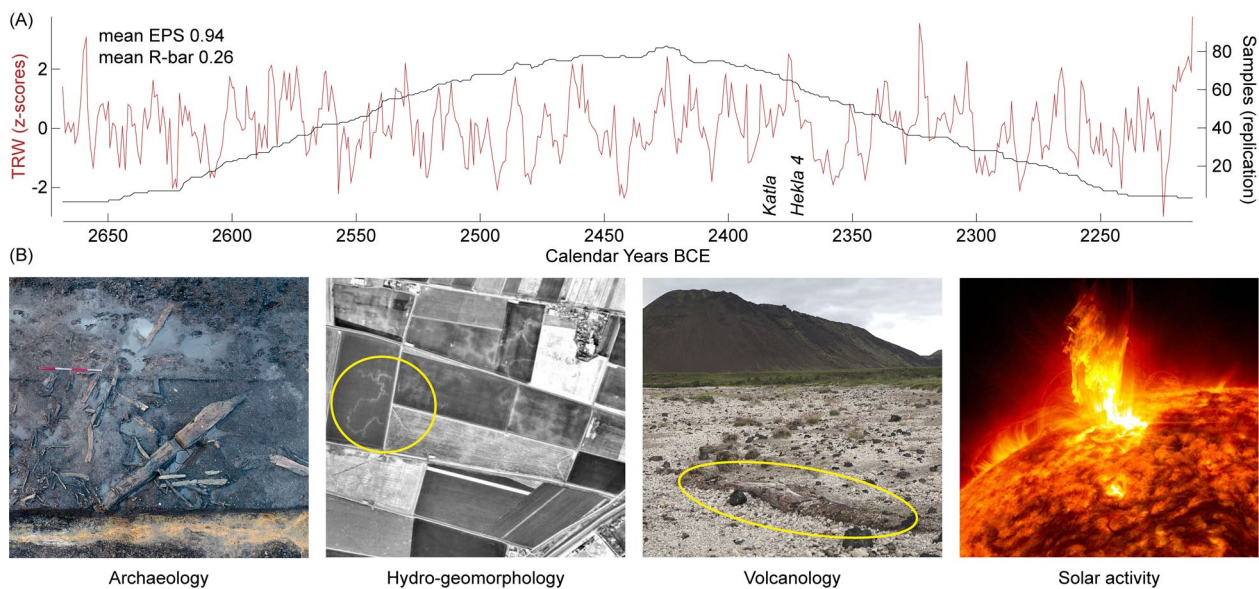 (A)
mean EPS 0.94
mean R-bar 0.26
TRW (z-scores)
2
0
-2
80
60
40
20
Samples (replication)
Katla
Hekla 4
2650 2600 2550 2500 2450 2400 2350 2300 2250
Calendar Years BCE
(B)
Archaeology Hydro-geomorphology Volcanology Solar activity